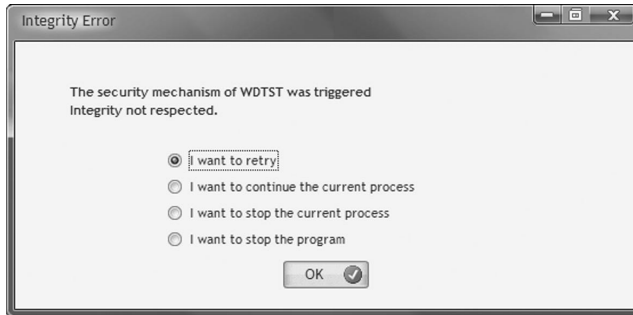 Integrity Error
The security mechanism of WDTST was triggered
Integrity not respected.
I want to retry
I want to continue the current process
I want to stop the current process
I want to stop the program
OK